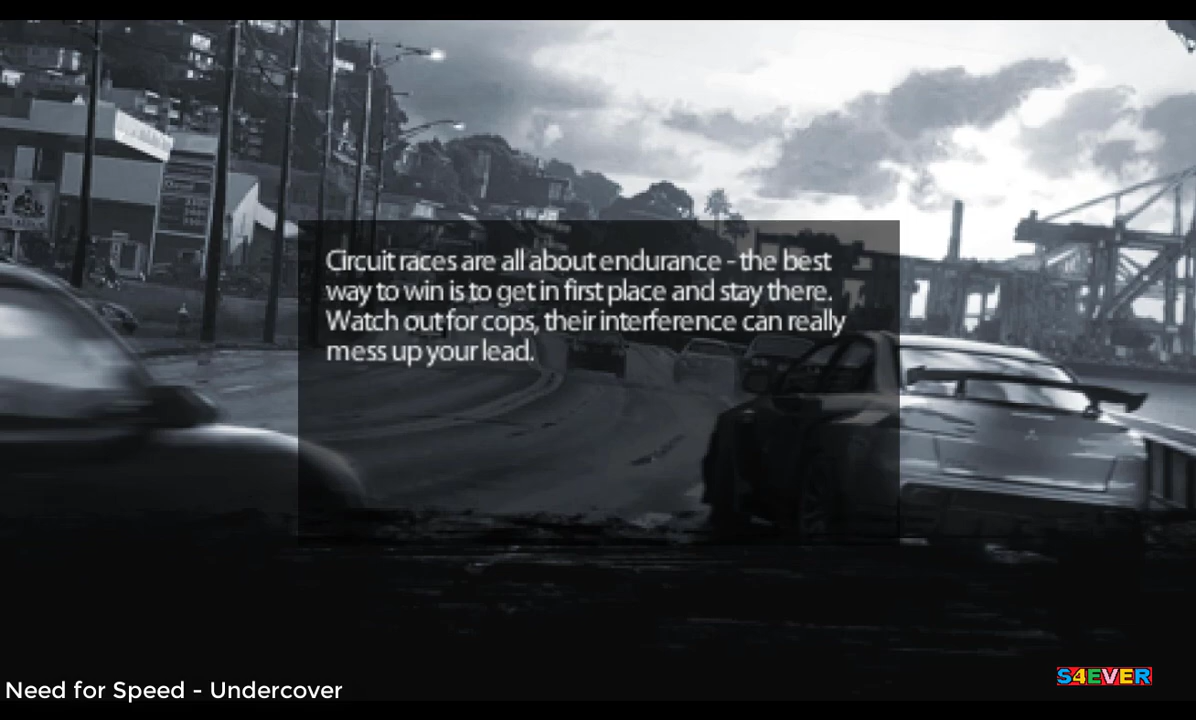 Circuit races are all about endurance - the best
way to win is to get in first place and stay there.
Watch out for cops, their interference can really
mess up your lead.
Need for Speed - Undercover
S4EVER